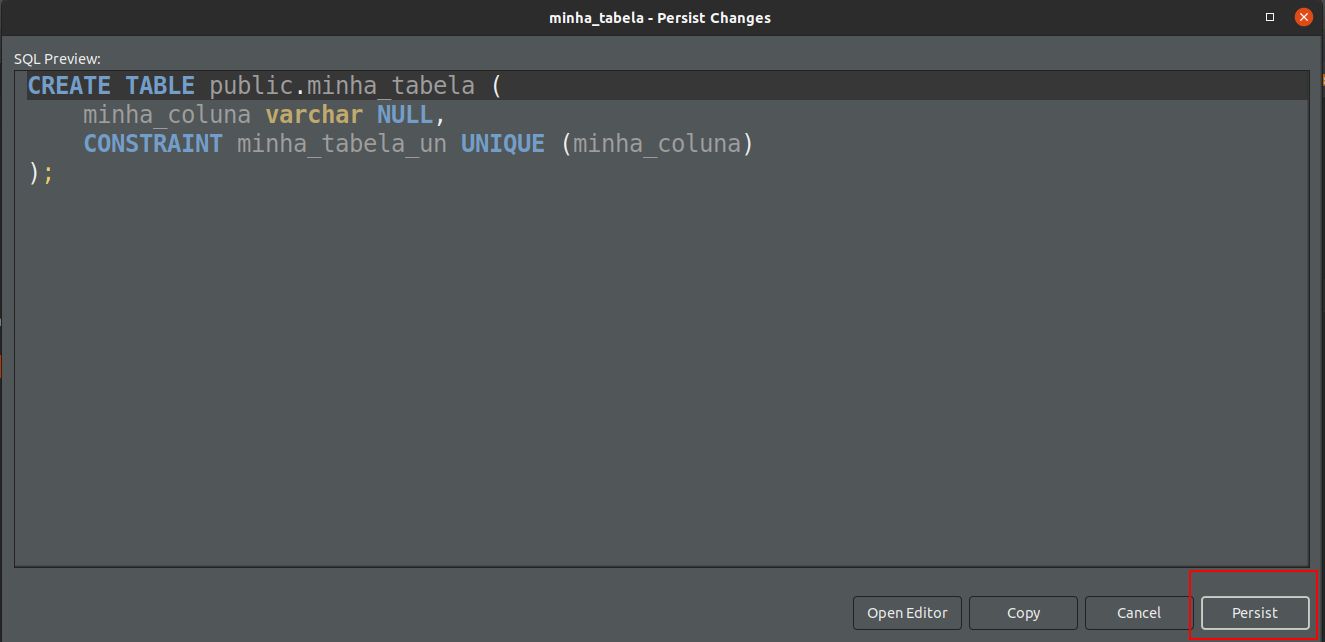 minha_tabela - Persist Changes
SQL Preview:
CREATE TABLE public.minha_tabela (
    minha_coluna varchar NULL,
    CONSTRAINT minha_tabela_un UNIQUE (minha_coluna)
);
Open Editor Copy Cancel Persist